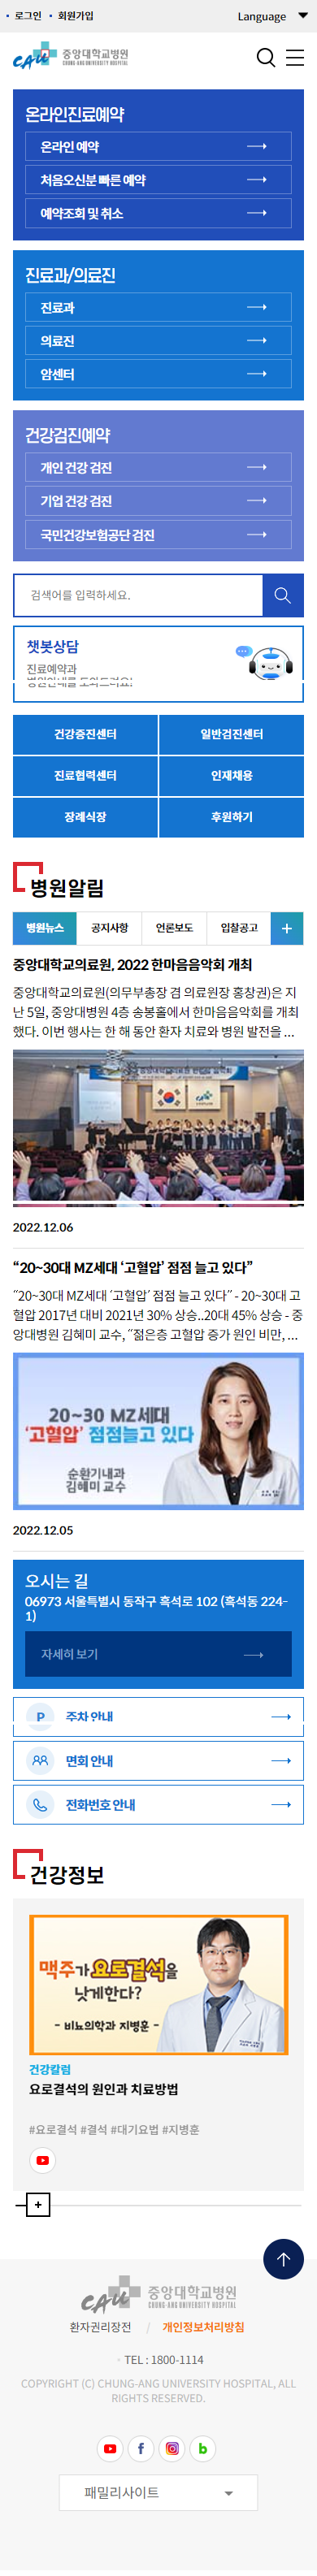 로그인
회원가입
Language
CAU 중앙대학교병원
CHUNG-ANG UNIVERSITY HOSPITAL
온라인진료예약
온라인 예약
처음오신분 빠른 예약
예약조회 및 취소
진료과/의료진
진료과
의료진
암센터
건강검진예약
개인 건강 검진
기업 건강 검진
국민건강보험공단 검진
검색어를 입력하세요.
챗봇상담
진료예약과
병원안내를 도와드려요!
건강증진센터
일반검진센터
진료협력센터
인재채용
장례식장
후원하기
병원알림
병원뉴스
공지사항
언론보도
입찰공고
+
중앙대학교의료원, 2022 한마음음악회 개최
중앙대학교의료원(의무부총장 겸 의료원장 홍창권)은 지
난 5일, 중앙대병원 4층 송봉홀에서 한마음음악회를 개최
했다. 이번 행사는 한 해 동안 환자 치료와 병원 발전을 ...
2022.12.06
“20~30대 MZ세대 ‘고혈압’ 점점 늘고 있다”
“20~30대 MZ세대 ‘고혈압’ 점점 늘고 있다” - 20~30대 고
혈압 2017년 대비 2021년 30% 상승..20대 45% 상승 - 중
앙대병원 김혜미 교수, “젊은층 고혈압 증가 원인 비만, ...
20~30 MZ세대
‘고혈압’ 점점늘고 있다
순환기내과
김혜미 교수
2022.12.05
오시는 길
06973 서울특별시 동작구 흑석로 102 (흑석동 224-
1)
자세히 보기
P 주차 안내
면회 안내
전화번호 안내
건강정보
맥주가 요로결석을
낫게한다?
- 비뇨의학과 지병훈 -
건강칼럼
요로결석의 원인과 치료방법
#요로결석 #결석 #대기요법 #지병훈
+
CAU 중앙대학교병원
CHUNG-ANG UNIVERSITY HOSPITAL
환자권리장전 / 개인정보처리방침
TEL : 1800-1114
COPYRIGHT (C) CHUNG-ANG UNIVERSITY HOSPITAL, ALL
RIGHTS RESERVED.
f
b
패밀리사이트